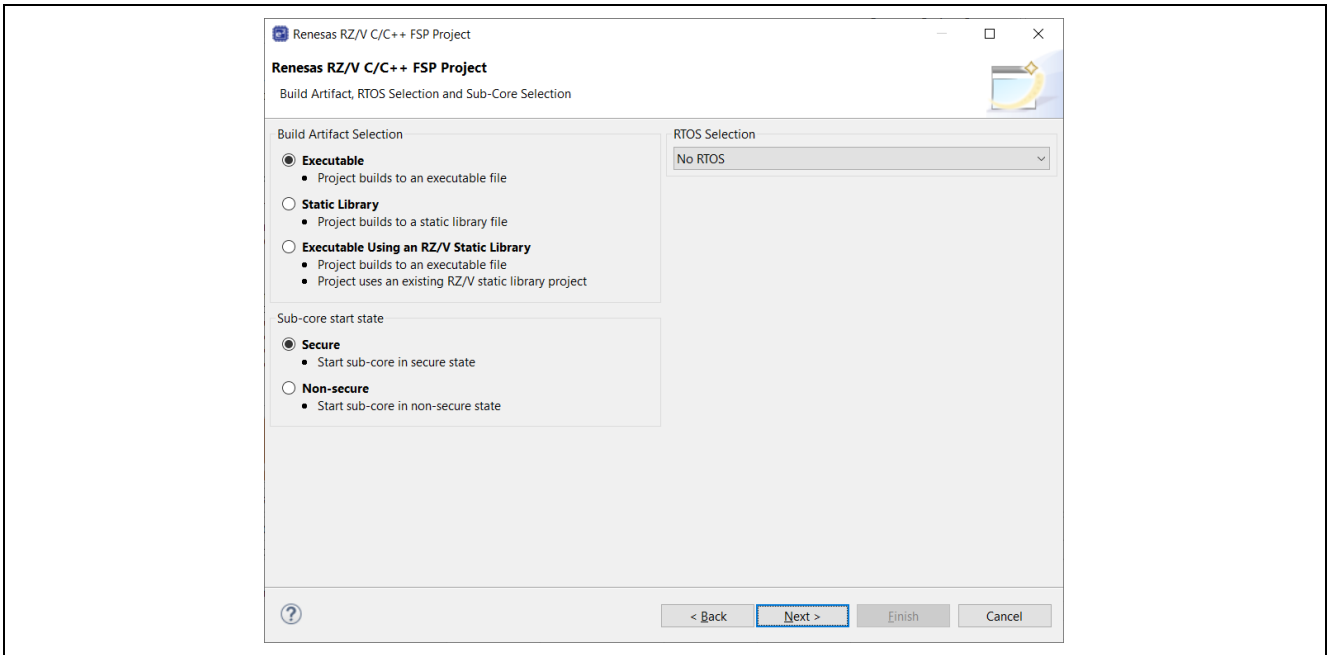 Renesas RZ/V C/C++ FSP Project
Renesas RZ/V C/C++ FSP Project
Build Artifact, RTOS Selection and Sub-Core Selection
Build Artifact Selection
Executable
• Project builds to an executable file
Static Library
• Project builds to a static library file
Executable Using an RZ/V Static Library
• Project builds to an executable file
• Project uses an existing RZ/V static library project
Sub-core start state
Secure
• Start sub-core in secure state
Non-secure
• Start sub-core in non-secure state
RTOS Selection
No RTOS
? < Back Next > Finish Cancel